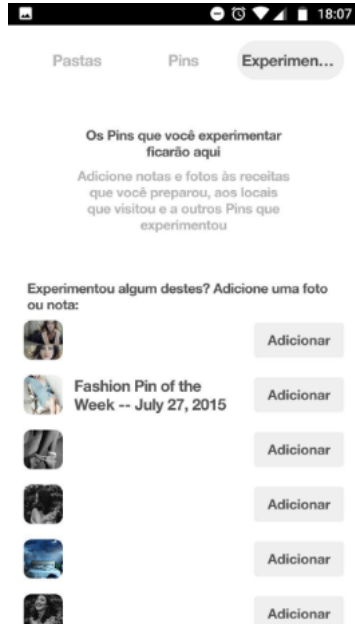 18:07
Pastas Pins Experimen...
Os Pins que você experimentar
ficarão aqui
Adicione notas e fotos às receitas
que você preparou, aos locais
que visitou e a outros Pins que
experimentou
Experimentou algum destes? Adicione uma foto
ou nota:
Adicionar
Fashion Pin of the
Week -- July 27, 2015
Adicionar
Adicionar
Adicionar
Adicionar
Adicionar